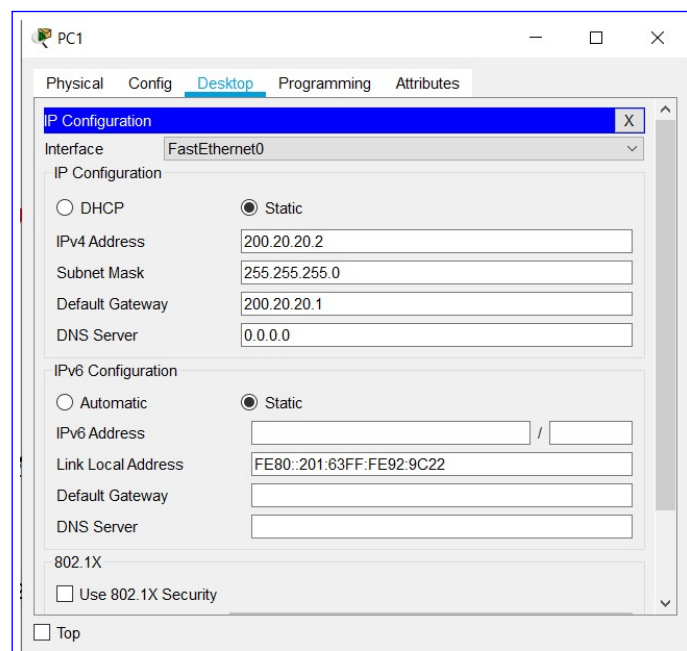 PC1
Physical Config Desktop Programming Attributes
IP Configuration X
Interface FastEthernet0
IP Configuration
DHCP Static
IPv4 Address 200.20.20.2
Subnet Mask 255.255.255.0
Default Gateway 200.20.20.1
DNS Server 0.0.0.0
IPv6 Configuration
Automatic Static
IPv6 Address /
Link Local Address FE80::201:63FF:FE92:9C22
Default Gateway
DNS Server
802.1X
Use 802.1X Security
Top